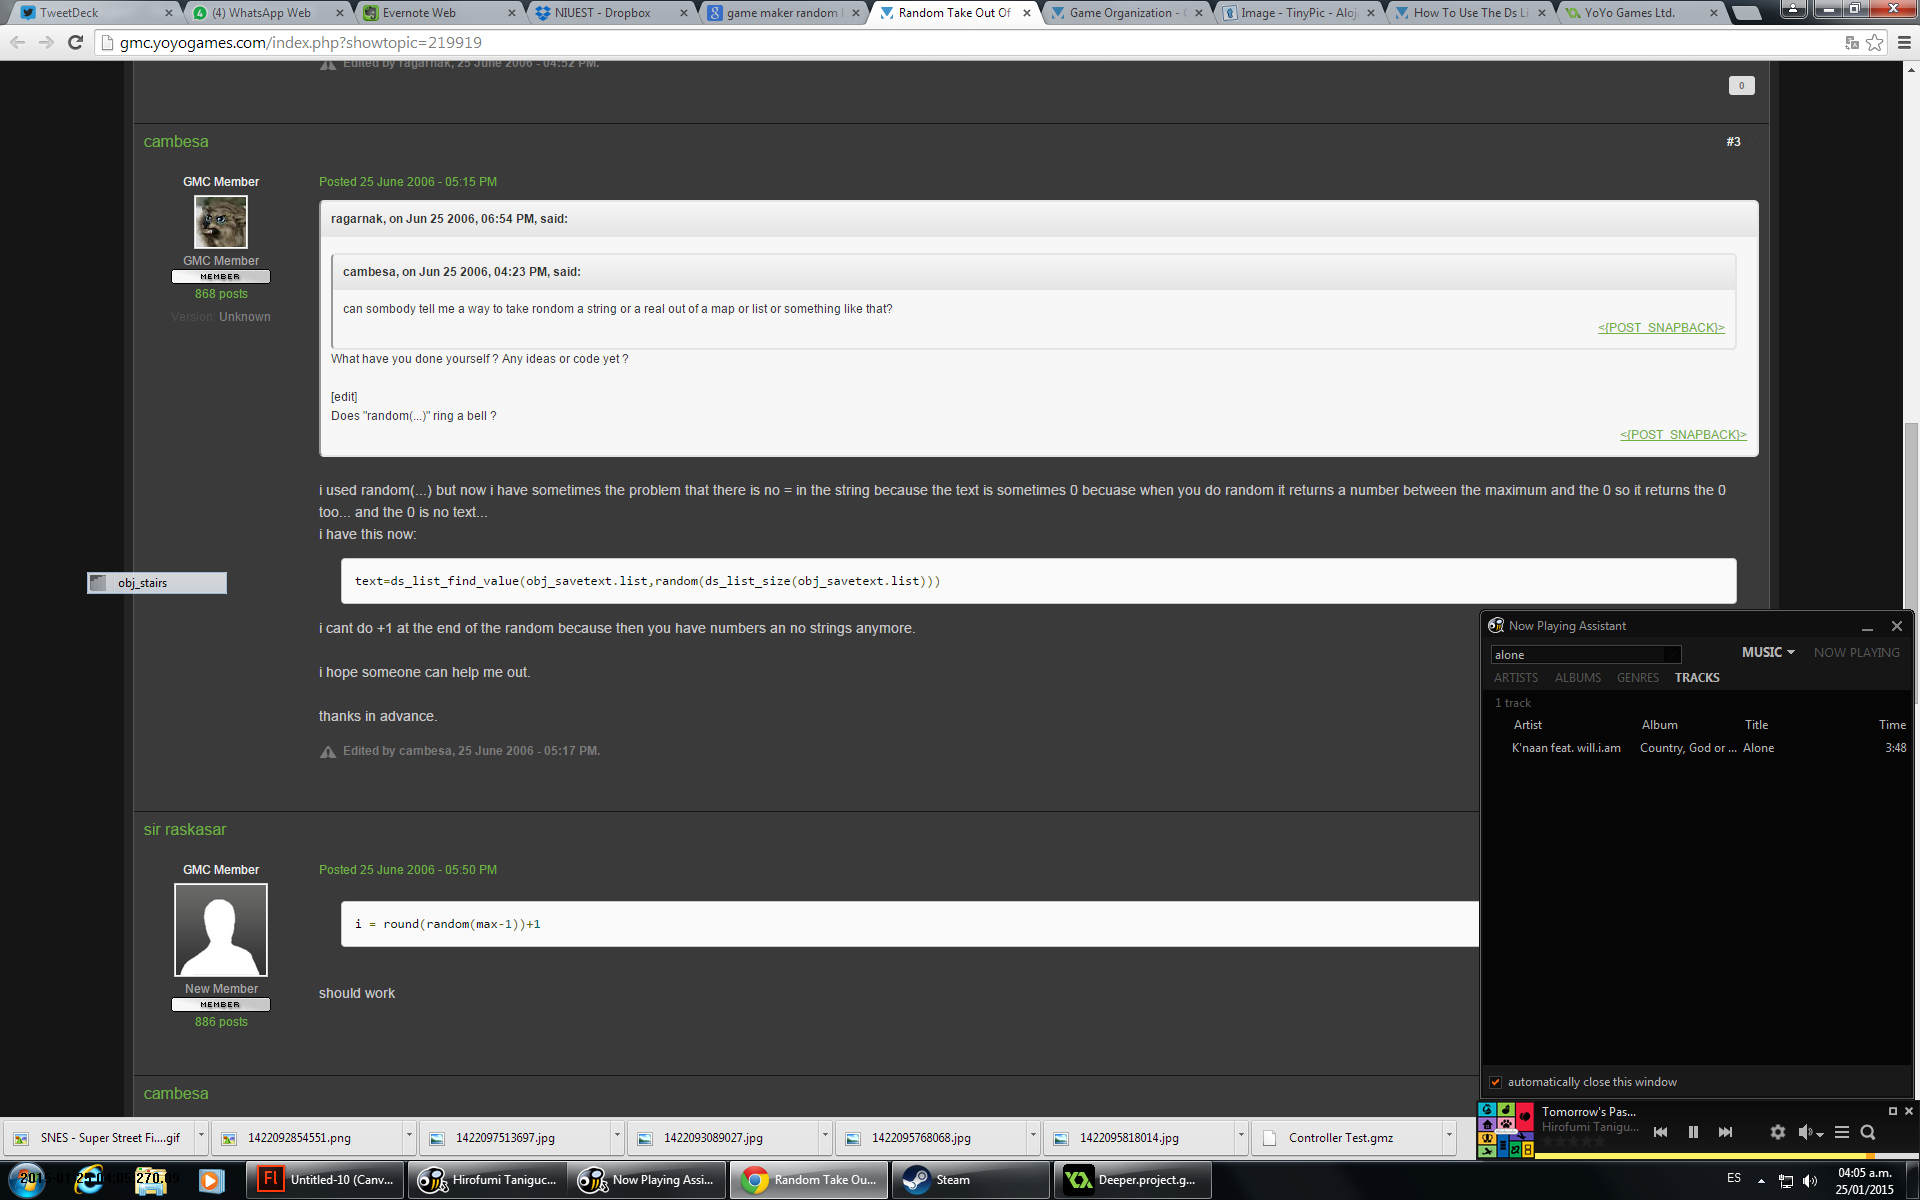 TweetDeck
(4) WhatsApp Web
Evernote Web
NIUEST - Dropbox
game maker random
Random Take Out Of
Game Organization -
Image - TinyPic - Aloj
How To Use The Ds Li
YoYo Games Ltd.
gmc.yoyogames.com/index.php?showtopic=219919
Edited by ragarnak, 25 June 2006 - 04:52 PM.
0
cambesa
#3
GMC Member
Posted 25 June 2006 - 05:15 PM
GMC Member
MEMBER
868 posts
Version: Unknown
ragarnak, on Jun 25 2006, 06:54 PM, said:
cambesa, on Jun 25 2006, 04:23 PM, said:
can sombody tell me a way to take rondom a string or a real out of a map or list or something like that?
<{POST_SNAPBACK}>
What have you done yourself ? Any ideas or code yet ?
[edit]
Does "random(...)" ring a bell ?
<{POST_SNAPBACK}>
i used random(...) but now i have sometimes the problem that there is no = in the string because the text is sometimes 0 becuase when you do random it returns a number between the maximum and the 0 so it returns the 0
too... and the 0 is no text...
i have this now:
obj_stairs
text=ds_list_find_value(obj_savetext.list,random(ds_list_size(obj_savetext.list)))
i cant do +1 at the end of the random because then you have numbers an no strings anymore.
i hope someone can help me out.
thanks in advance.
Edited by cambesa, 25 June 2006 - 05:17 PM.
sir raskasar
GMC Member
Posted 25 June 2006 - 05:50 PM
i = round(random(max-1))+1
New Member
MEMBER
886 posts
should work
cambesa
Now Playing Assistant
alone
MUSIC
NOW PLAYING
ARTISTS ALBUMS GENRES TRACKS
1 track
Artist Album Title Time
K'naan feat. will.i.am Country, God or ... Alone 3:48
automatically close this window
Tomorrow's Pas...
Hirofumi Tanigu...
SNES - Super Street Fi....gif
1422092854551.png
1422097513697.jpg
1422093089027.jpg
1422095768068.jpg
1422095818014.jpg
Controller Test.gmz
Untitled-10 (Canv...
Hirofumi Taniguc...
Now Playing Assi...
Random Take Ou...
Steam
Deeper.project.g...
ES
04:05 a.m.
25/01/2015